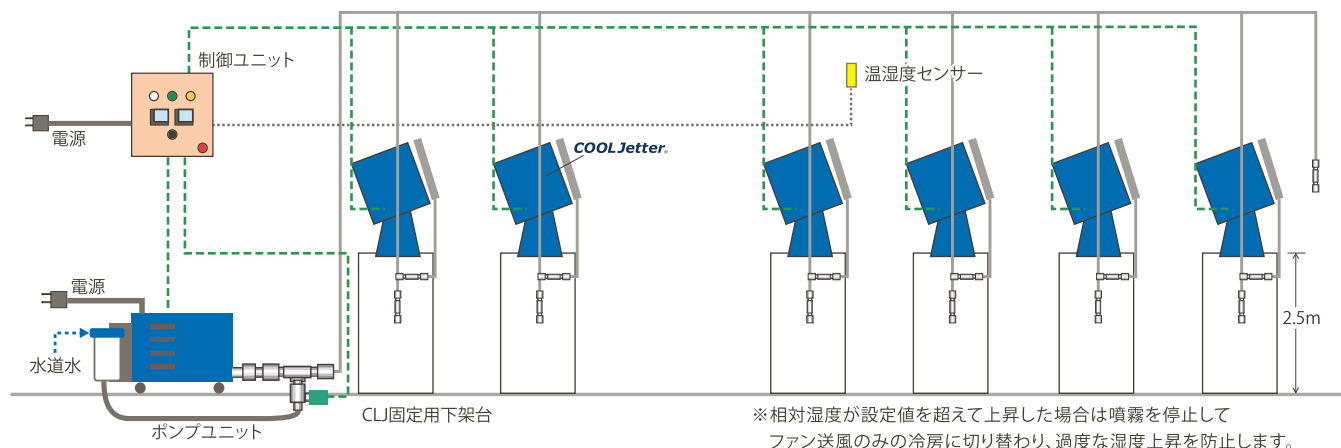 制御ユニット
温湿度センサー
電源
COOLJetter®
電源
2.5m
水道水
CLJ固定用下架台
ポンプユニット
※相対湿度が設定値を超えて上昇した場合は噴霧を停止して
ファン送風のみの冷房に切り替わり、過度な湿度上昇を防止します。